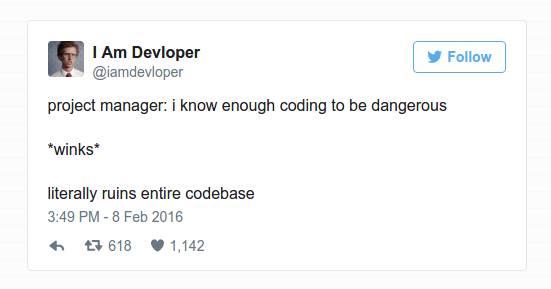 I Am Devloper
@iamdevloper
Follow
project manager: i know enough coding to be dangerous
*winks*
literally ruins entire codebase
3:49 PM - 8 Feb 2016
618 1,142